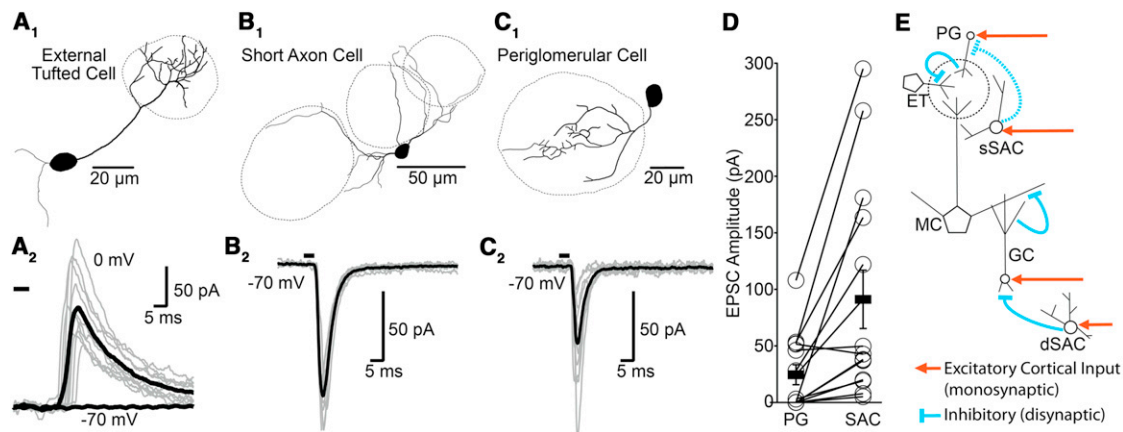 A1
External
Tufted Cell
20 µm
B1
Short Axon Cell
50 µm
C1
Periglomerular Cell
20 µm
A2
0 mV
50 pA
5 ms
-70 mV
B2
-70 mV
50 pA
5 ms
C2
-70 mV
50 pA
5 ms
D
EPSC Amplitude (pA)
300
250
200
150
100
50
0
PG SAC
E
PG
ET
sSAC
MC
GC
dSAC
Excitatory Cortical Input
(monosynaptic)
Inhibitory (disynaptic)